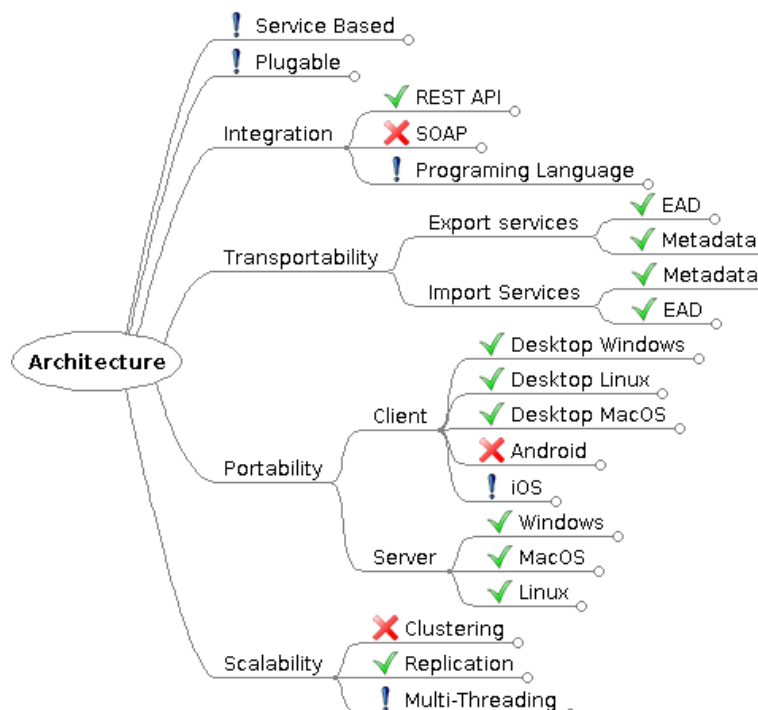 Service Based
Plugable
REST API
Integration
SOAP
Programing Language
EAD
Export services
Metadata
Transportability
Metadata
Import Services
EAD
Desktop Windows
Architecture
Desktop Linux
Client
Desktop MacOS
Android
Portability
iOS
Windows
Server
MacOS
Linux
Clustering
Scalability
Replication
Multi-Threading